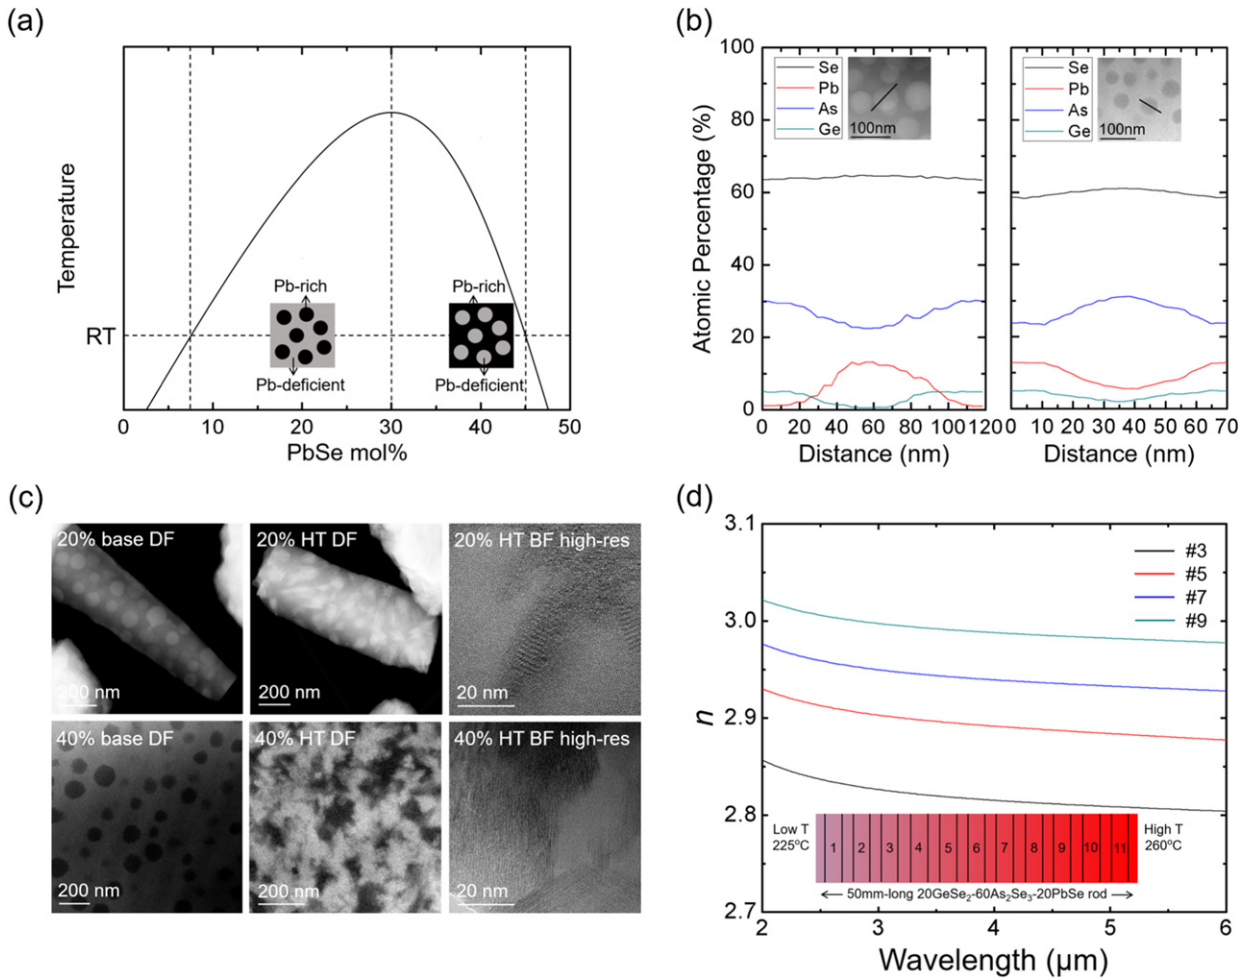 (a)
Temperature
RT
Pb-rich
Pb-deficient
Pb-rich
Pb-deficient
0 10 20 30 40 50
PbSe mol%
(b)
Atomic Percentage (%)
100
80
60
40
20
0
Se
Pb
As
Ge
100nm
Se
Pb
As
Ge
100nm
0 20 40 60 80 100 120
0 10 20 30 40 50 60 70
Distance (nm)
Distance (nm)
(c)
20% base DF
200 nm
20% HT DF
200 nm
20% HT BF high-res
20 nm
40% base DF
200 nm
40% HT DF
200 nm
40% HT BF high-res
20 nm
(d)
n
3.1
3.0
2.9
2.8
2.7
#3
#5
#7
#9
Low T
225°C
1 2 3 4 5 6 7 8 9 10 11
High T
260°C
50mm-long 20GeSe₂-60As₂Se₃-20PbSe rod
2 3 4 5 6
Wavelength (μm)